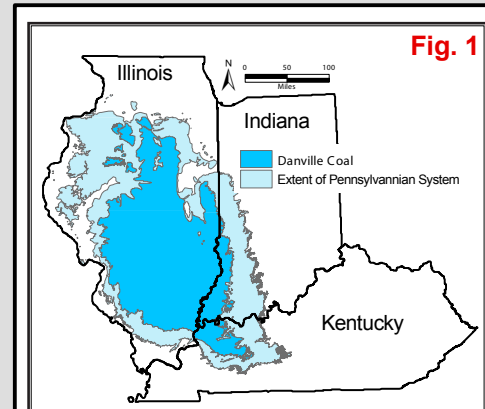 Fig. 1
Illinois
N
0 50 100
Miles
Indiana
Danville Coal
Extent of Pennsylvannian System
Kentucky